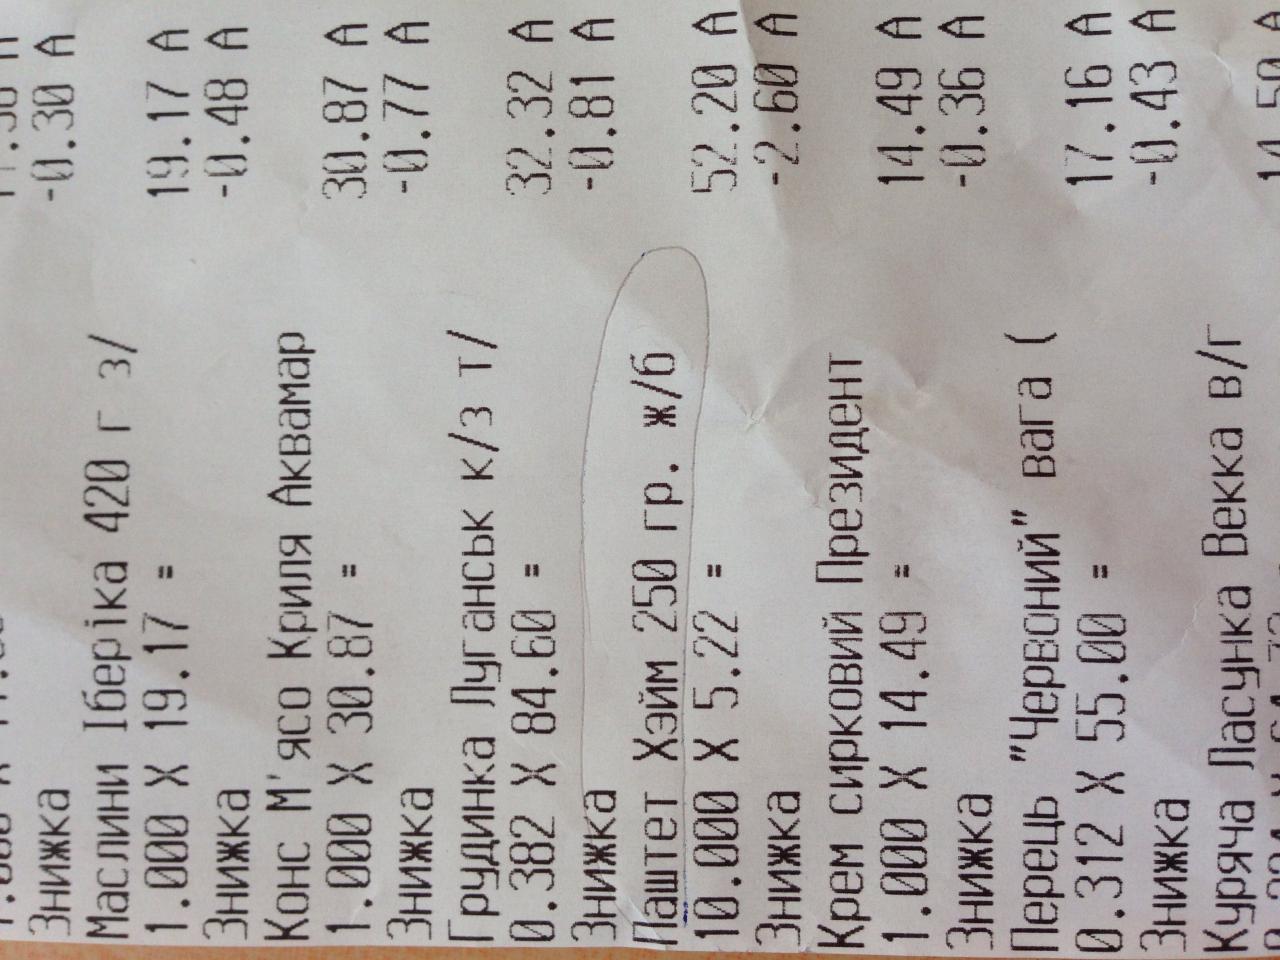 -0.30 А
Знижка
Маслини Іберіка 420 г з/
1.000 X 19.17 = 19.17 А
Знижка -0.48 А
Конс М'ясо Криля Аквамар
1.000 X 30.87 = 30.87 А
Знижка -0.77 А
Грудинка Луганськ к/з т/
0.382 X 84.60 = 32.32 А
Знижка -0.81 А
Паштет Хэйм 250 гр. ж/б
10.000 X 5.22 = 52.20 А
Знижка -2.60 А
Крем сирковий Президент
1.000 X 14.49 = 14.49 А
Знижка -0.36 А
Перець "Червоний" вага (
0.312 X 55.00 = 17.16 А
Знижка -0.43 А
Куряча Ласунка Векка в/г